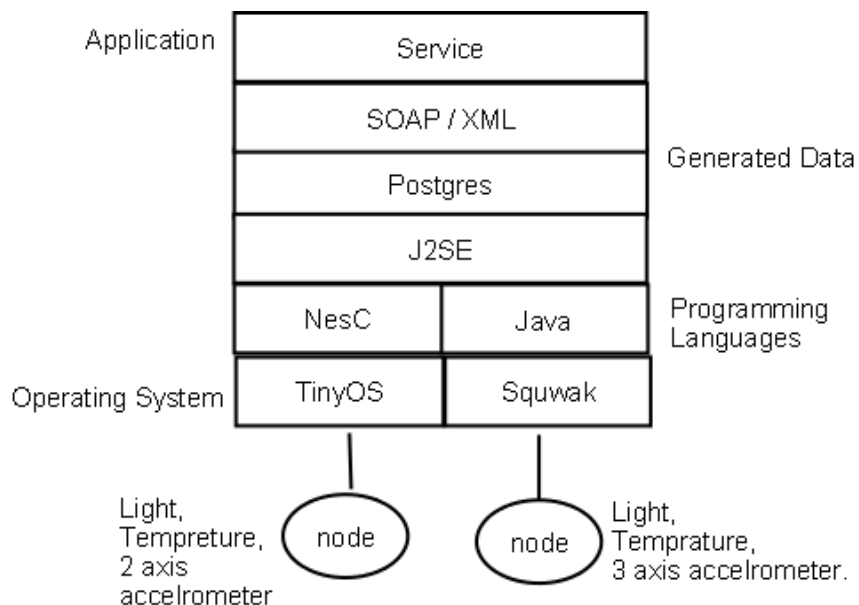 Application
Service
SOAP / XML
Generated Data
Postgres
J2SE
NesC
Java
Programming
Languages
Operating System
TinyOS
Squwak
Light,
Tempreture,
2 axis
accelrometer
node
node
Light,
Temprature,
3 axis accelrometer.